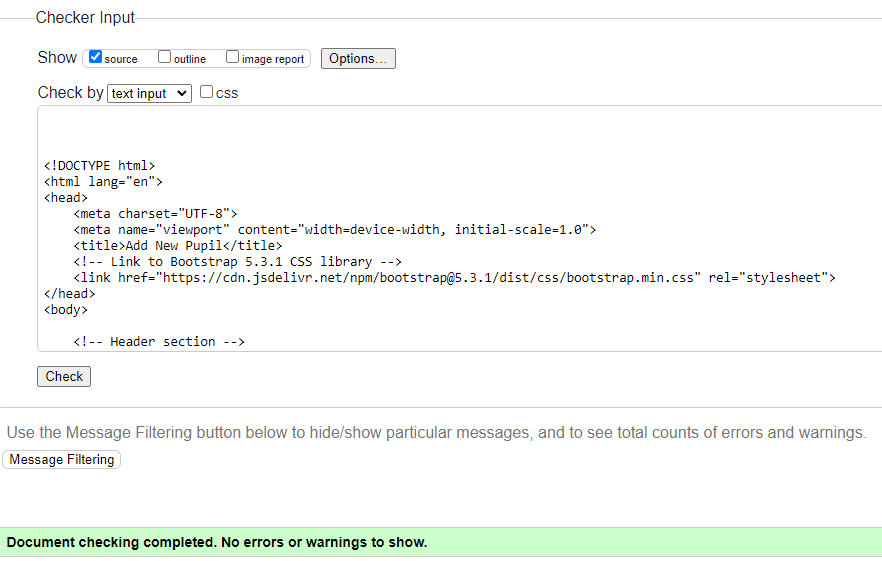 Checker Input
Show source outline image report Options...
Check by text input css
<!DOCTYPE html>
<html lang="en">
<head>
    <meta charset="UTF-8">
    <meta name="viewport" content="width=device-width, initial-scale=1.0">
    <title>Add New Pupil</title>
    <!-- Link to Bootstrap 5.3.1 CSS library -->
    <link href="https://cdn.jsdelivr.net/npm/bootstrap@5.3.1/dist/css/bootstrap.min.css" rel="stylesheet">
</head>
<body>
    <!-- Header section -->
Check
Use the Message Filtering button below to hide/show particular messages, and to see total counts of errors and warnings.
Message Filtering
Document checking completed. No errors or warnings to show.